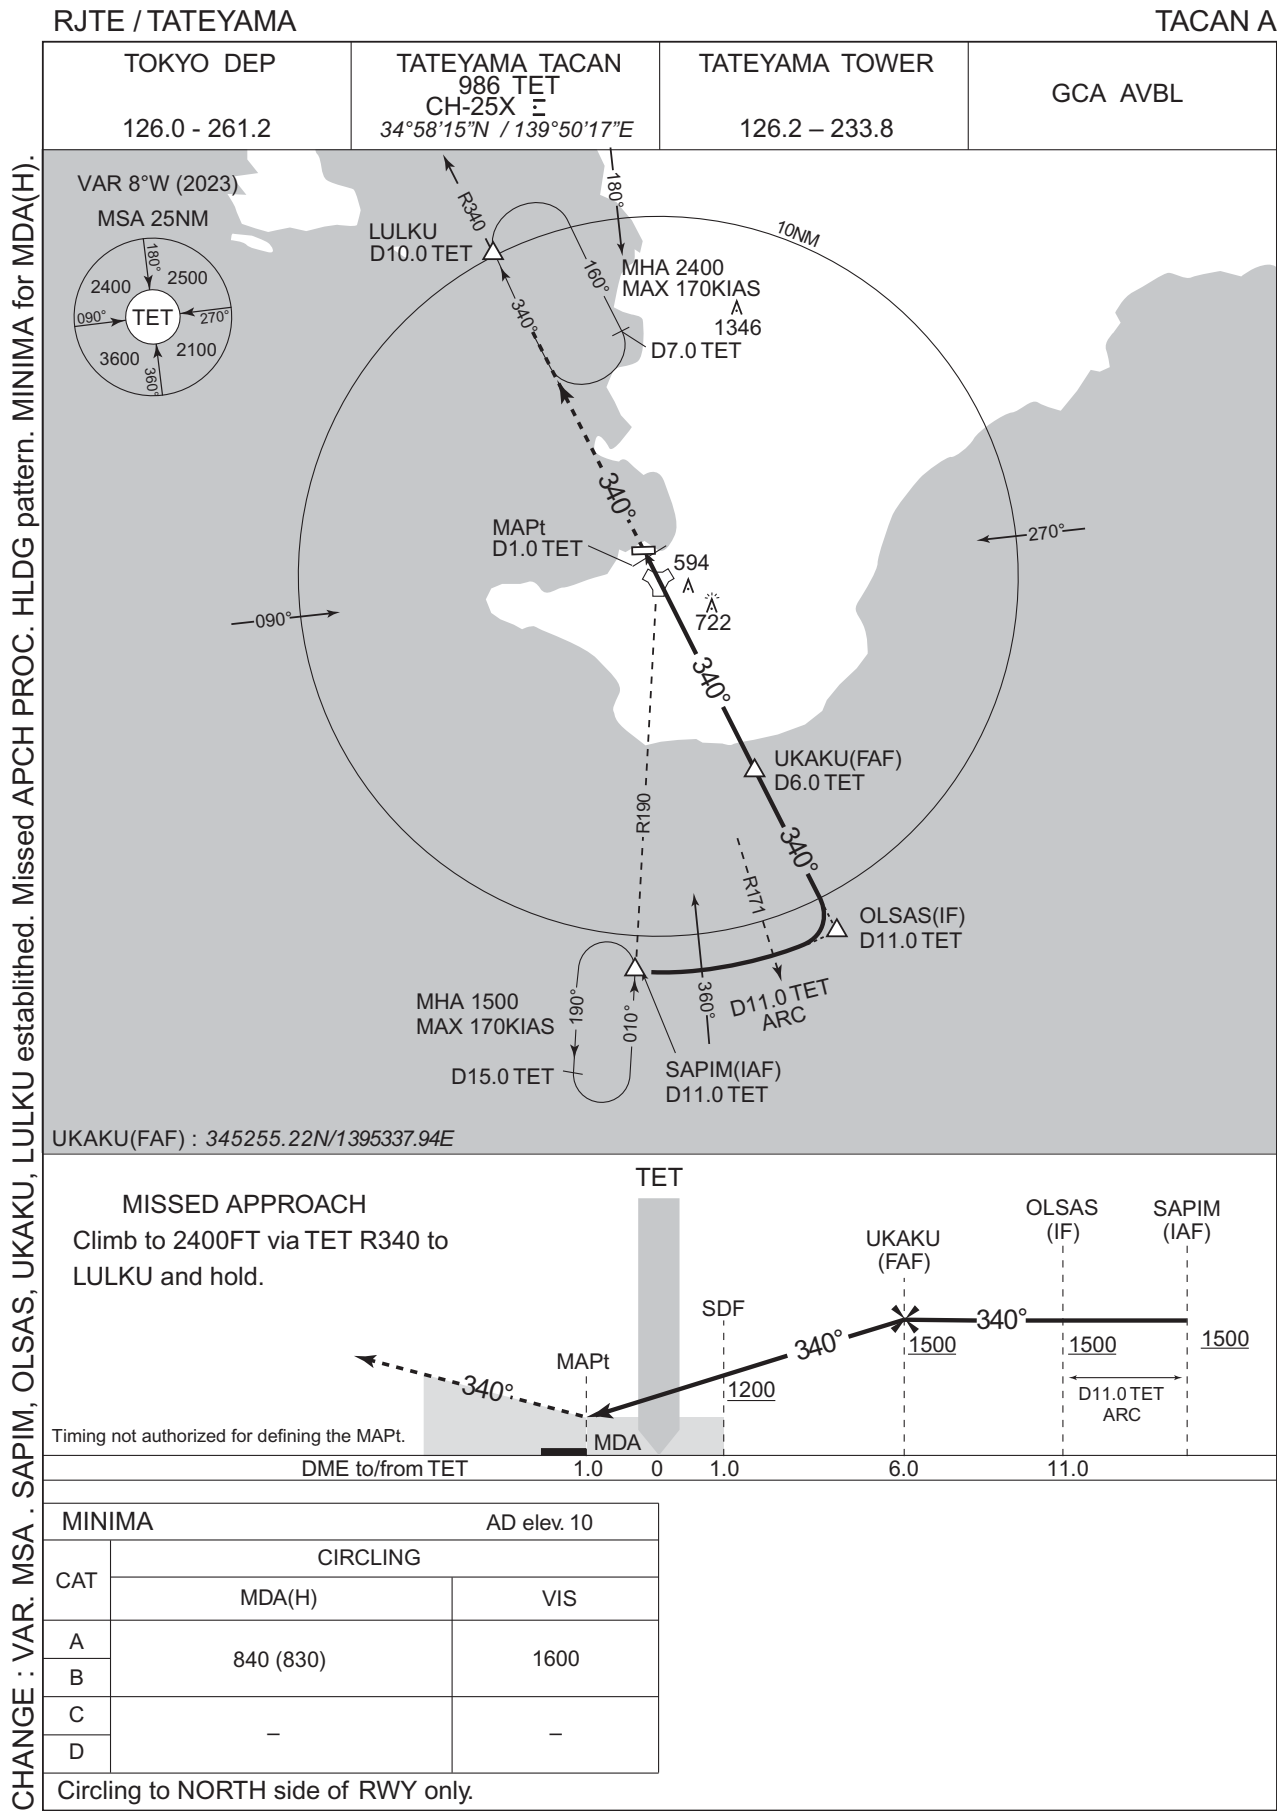 RJTE / TATEYAMA
TACAN A
TOKYO DEP
126.0 - 261.2
TATEYAMA TACAN
986 TET
CH-25X
34°58’15”N / 139°50’17”E
TATEYAMA TOWER
126.2 – 233.8
GCA AVBL
CHANGE : VAR. MSA . SAPIM, OLSAS, UKAKU, LULKU establithed. Missed APCH PROC. HLDG pattern. MINIMA for MDA(H).
VAR 8°W (2023)
MSA 25NM
180°
2400
2500
090°
TET
270°
3600
2100
360°
R340
180°
LULKU
D10.0 TET
10NM
160°
MHA 2400
MAX 170KIAS
1346
340°
D7.0 TET
340°
MAPt
D1.0 TET
594
722
270°
090°
340°
UKAKU(FAF)
D6.0 TET
R190
340°
R171
OLSAS(IF)
D11.0 TET
MHA 1500
MAX 170KIAS
190°
010°
360°
D11.0 TET
ARC
D15.0 TET
SAPIM(IAF)
D11.0 TET
UKAKU(FAF) : 345255.22N/1395337.94E
TET
MISSED APPROACH
Climb to 2400FT via TET R340 to
LULKU and hold.
OLSAS
(IF)
SAPIM
(IAF)
UKAKU
(FAF)
SDF
340°
340°
1500
1500
1500
MAPt
340°
1200
D11.0 TET
ARC
Timing not authorized for defining the MAPt.
MDA
DME to/from TET
1.0
0
1.0
6.0
11.0
MINIMA
AD elev. 10
CAT
CIRCLING
MDA(H)
VIS
A
B
840 (830)
1600
C
D
–
–
Circling to NORTH side of RWY only.